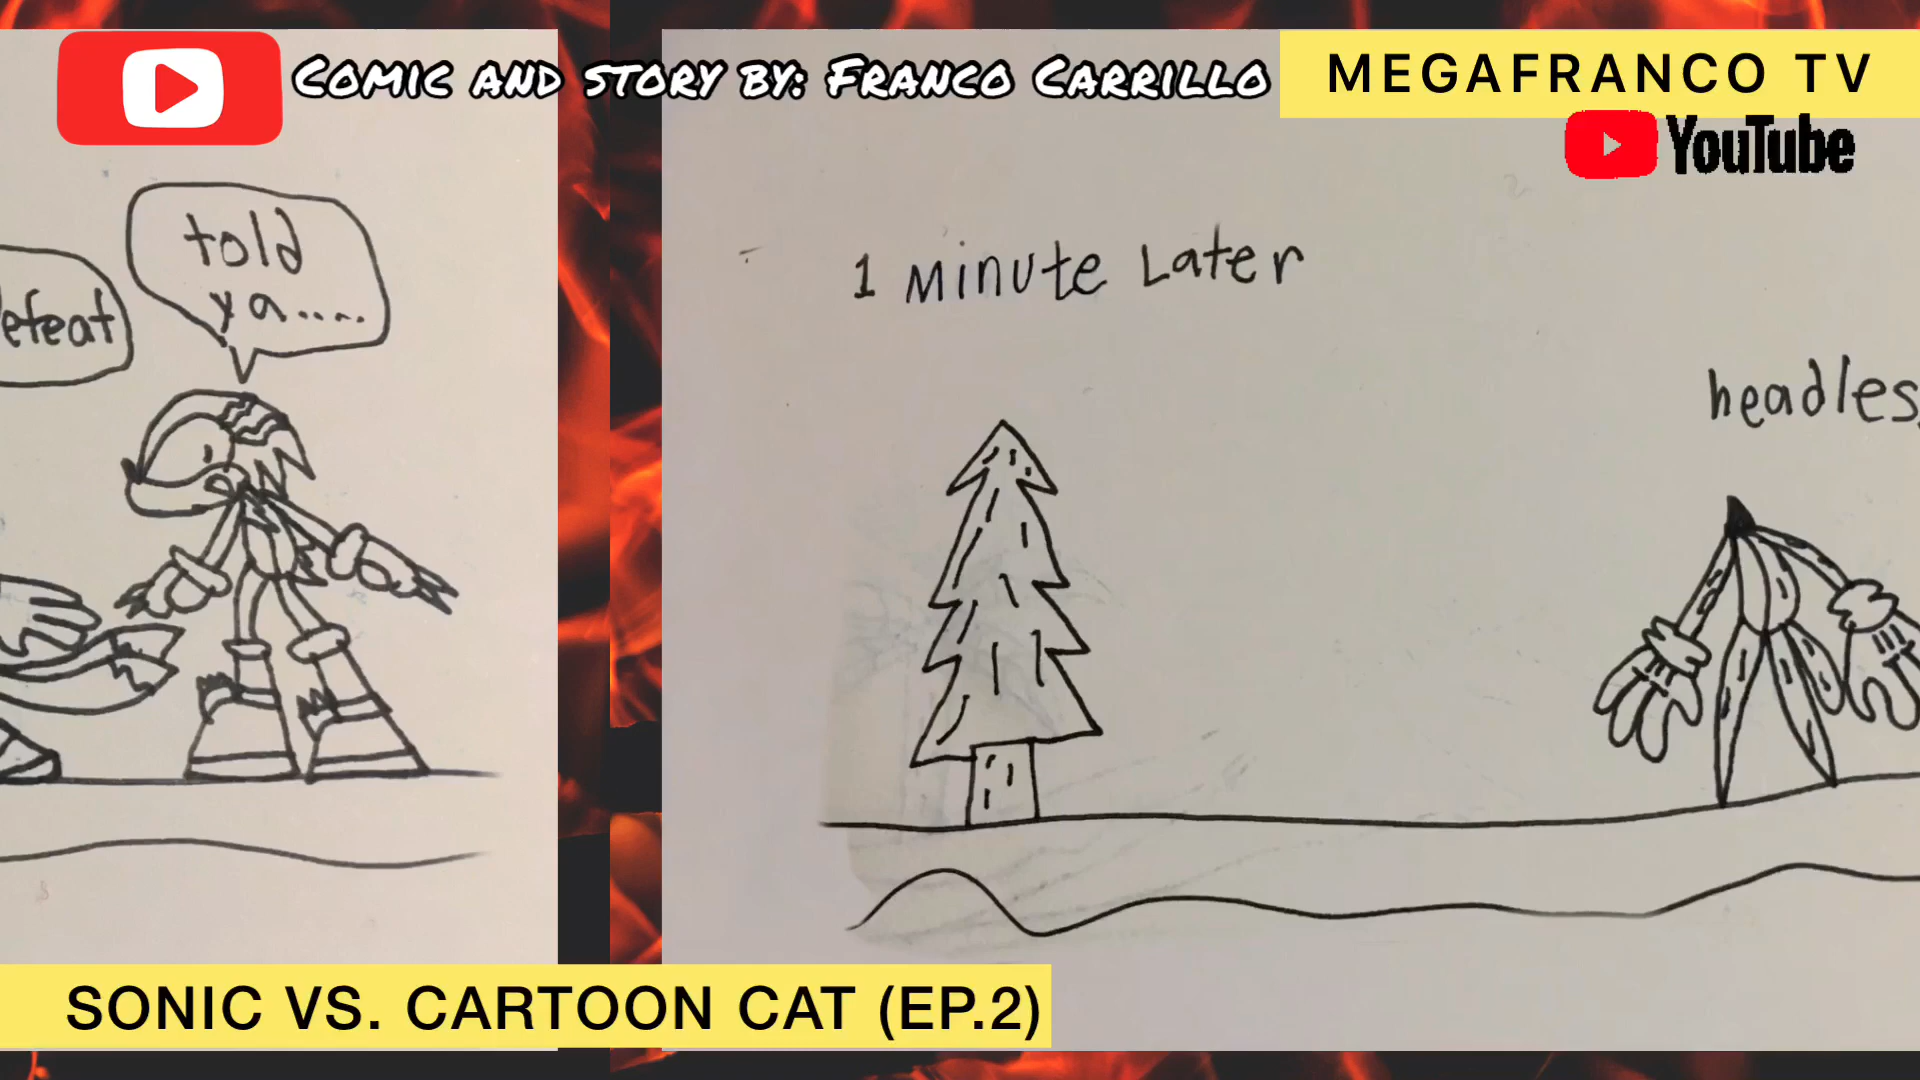 Comic and story by: Franco Carrillo
MEGAFRANCO TV
YouTube
told
ya....
efeat
1 Minute Later
headles
SONIC VS. CARTOON CAT (EP.2)